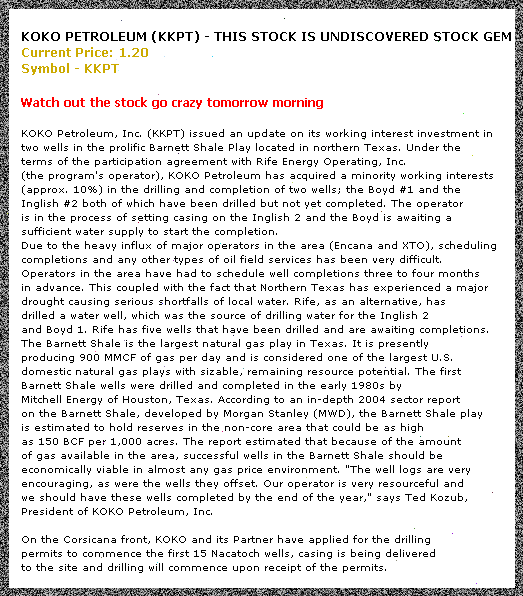 KOKO PETROLEUM (KKPT) - THIS STOCK IS UNDISCOVERED STOCK GEM
Current Price: 1.20
Symbol - KKPT
Watch out the stock go crazy tomorrow morning
KOKO Petroleum, Inc. (KKPT) issued an update on its working interest investment in
two wells in the prolific Barnett Shale Play located in northern Texas. Under the
terms of the participation agreement with Rife Energy Operating, Inc.
(the program's operator), KOKO Petroleum has acquired a minority working interests
(approx. 10%) in the drilling and completion of two wells; the Boyd #1 and the
Inglish #2 both of which have been drilled but not yet completed. The operator
is in the process of setting casing on the Inglish 2 and the Boyd is awaiting a
sufficient water supply to start the completion.
Due to the heavy influx of major operators in the area (Encana and XTO), scheduling
completions and any other types of oil field services has been very difficult.
Operators in the area have had to schedule well completions three to four months
in advance. This coupled with the fact that Northern Texas has experienced a major
drought causing serious shortfalls of local water. Rife, as an alternative, has
drilled a water well, which was the source of drilling water for the Inglish 2
and Boyd 1. Rife has five wells that have been drilled and are awaiting completions.
The Barnett Shale is the largest natural gas play in Texas. It is presently
producing 900 MMCF of gas per day and is considered one of the largest U.S.
domestic natural gas plays with sizable, remaining resource potential. The first
Barnett Shale wells were drilled and completed in the early 1980s by
Mitchell Energy of Houston, Texas. According to an in-depth 2004 sector report
on the Barnett Shale, developed by Morgan Stanley (MWD), the Barnett Shale play
is estimated to hold reserves in the non-core area that could be as high
as 150 BCF per 1,000 acres. The report estimated that because of the amount
of gas available in the area, successful wells in the Barnett Shale should be
economically viable in almost any gas price environment. "The well logs are very
encouraging, as were the wells they offset. Our operator is very resourceful and
we should have these wells completed by the end of the year," says Ted Kozub,
President of KOKO Petroleum, Inc.
On the Corsicana front, KOKO and its Partner have applied for the drilling
permits to commence the first 15 Nacatoch wells, casing is being delivered
to the site and drilling will commence upon receipt of the permits.